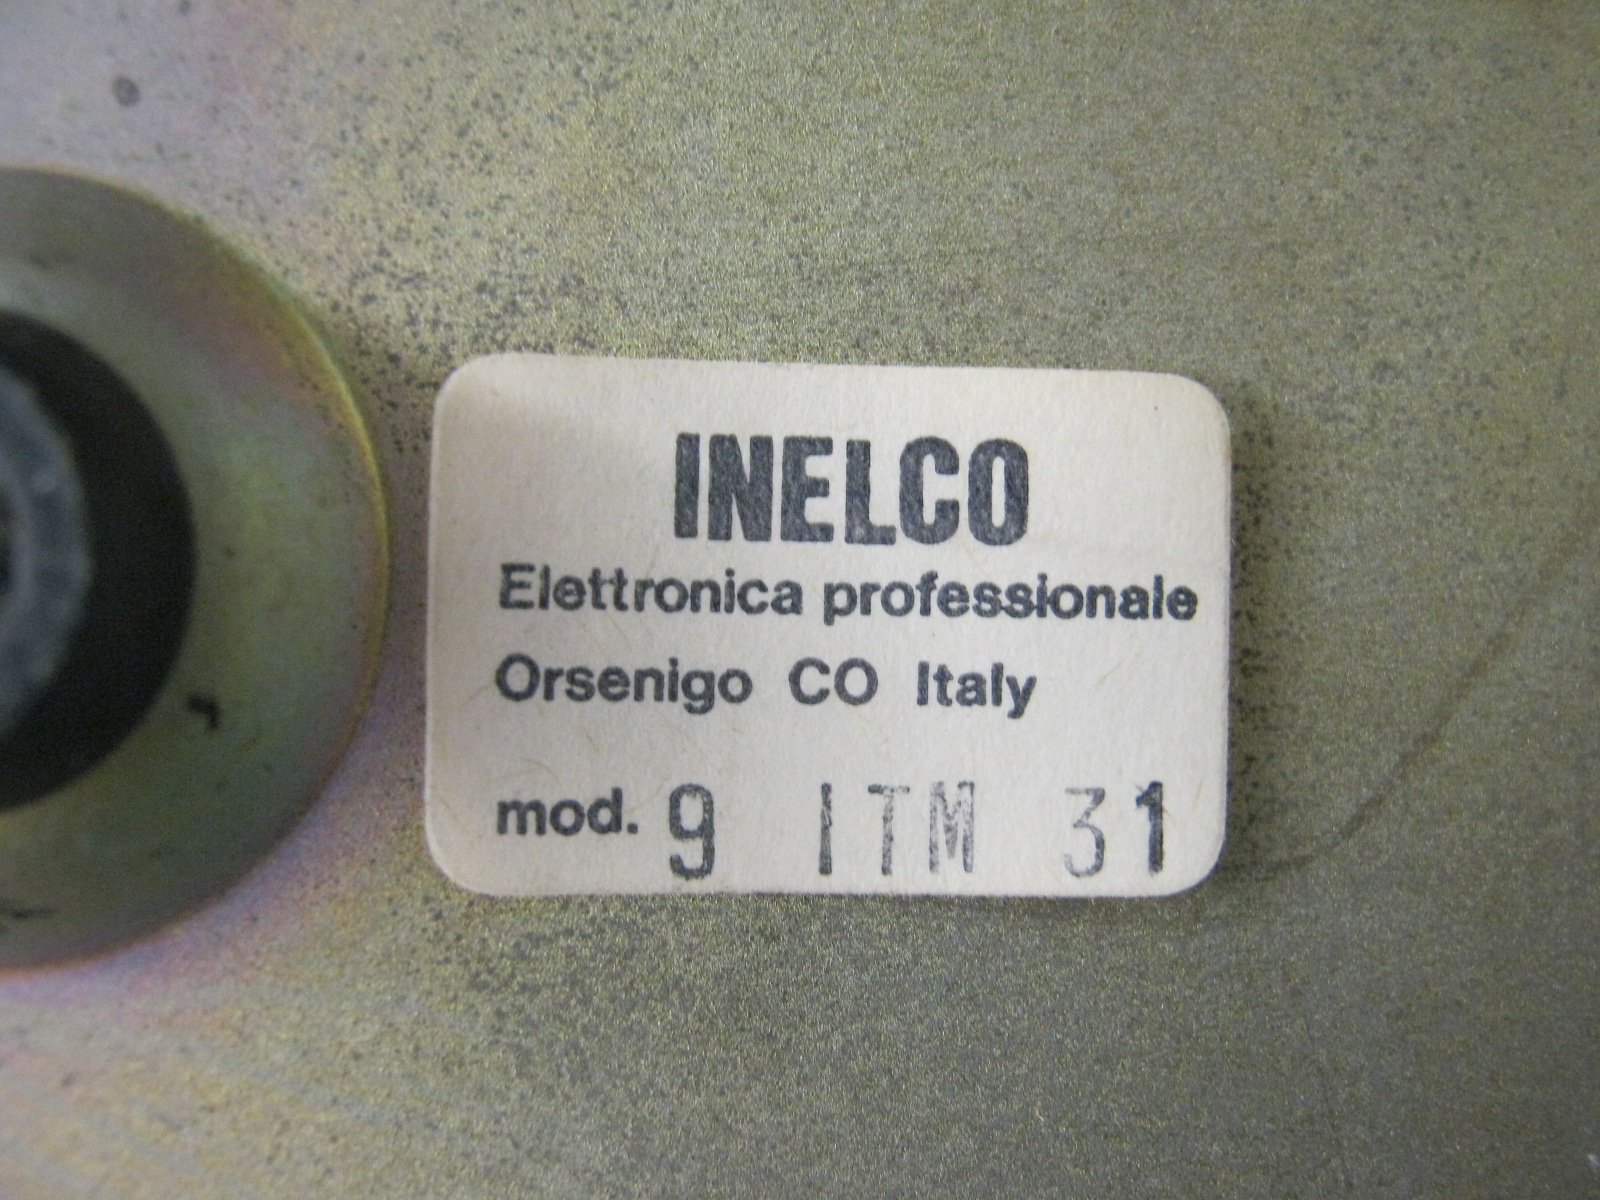 INELCO
Elettronica professionale
Orsenigo CO Italy
mod. 9 ITM 31